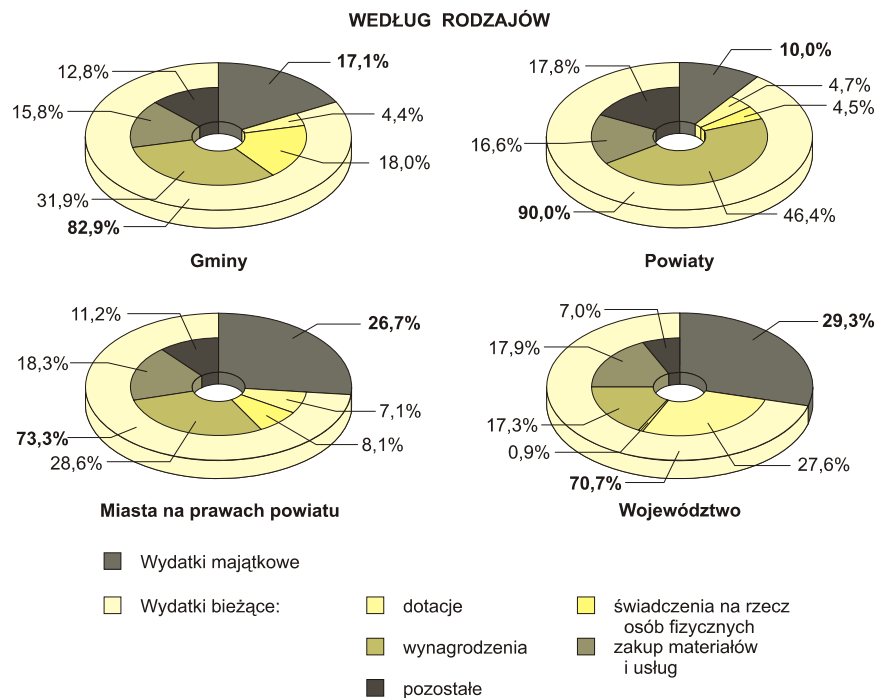 WEDŁUG RODZAJÓW
12,8%
17,1%
15,8%
4,4%
18,0%
31,9%
82,9%
Gminy
17,8%
10,0%
4,7%
4,5%
16,6%
90,0%
46,4%
Powiaty
11,2%
26,7%
18,3%
7,1%
73,3%
8,1%
28,6%
Miasta na prawach powiatu
7,0%
29,3%
17,9%
17,3%
0,9%
27,6%
70,7%
Województwo
Wydatki majątkowe
Wydatki bieżące:
dotacje
świadczenia na rzecz
osób fizycznych
wynagrodzenia
zakup materiałów
i usług
pozostałe